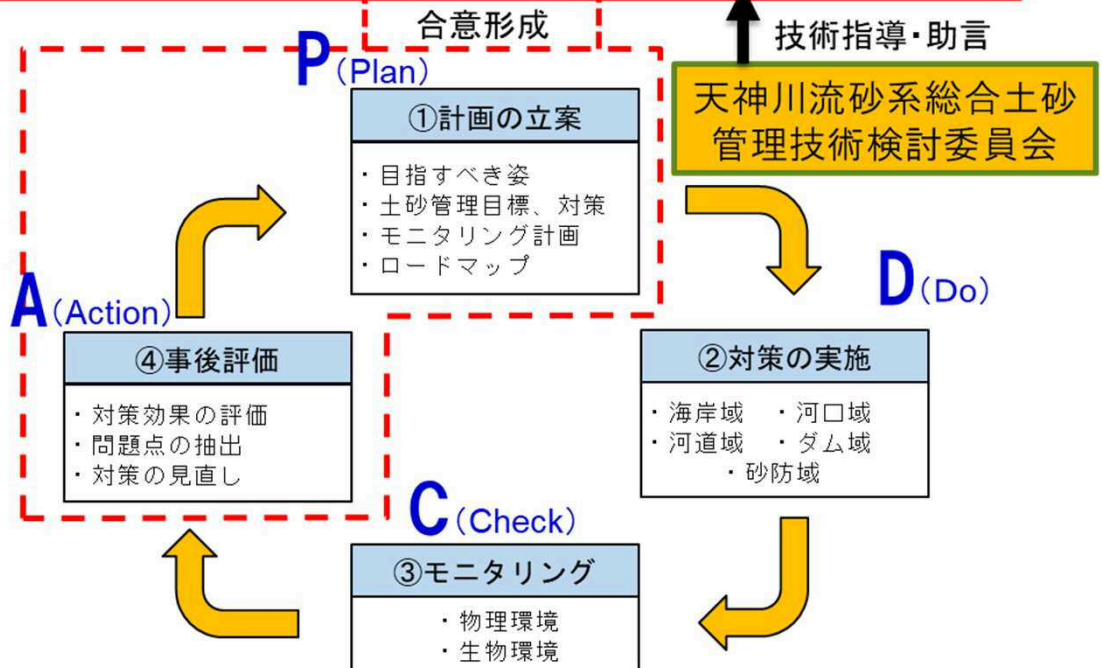 合意形成
技術指導・助言
天神川流砂系総合土砂
管理技術検討委員会
P(Plan)
①計画の立案
・目指すべき姿
・土砂管理目標、対策
・モニタリング計画
・ロードマップ
D(Do)
②対策の実施
・海岸域 ・河口域
・河道域 ・ダム域
・砂防域
C(Check)
③モニタリング
・物理環境
・生物環境
A(Action)
④事後評価
・対策効果の評価
・問題点の抽出
・対策の見直し